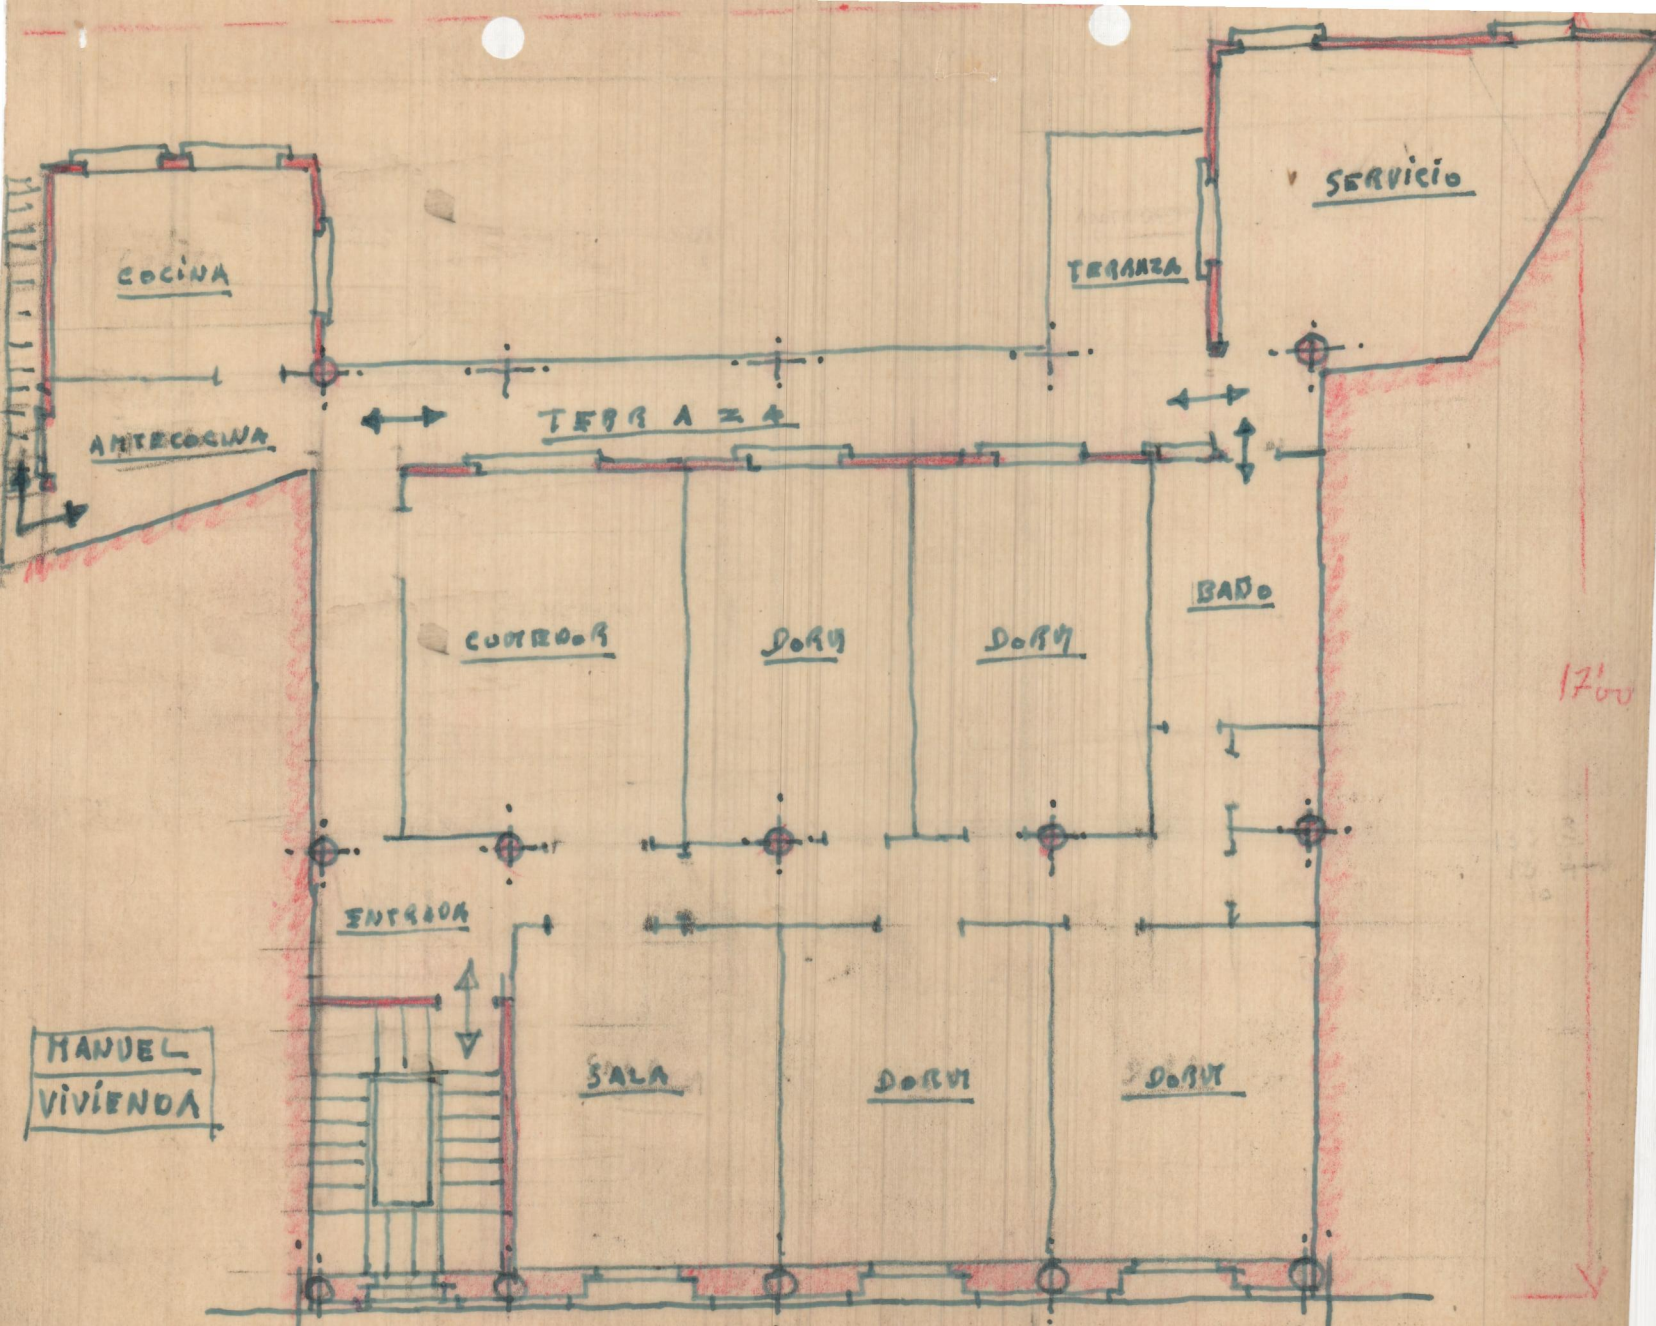 SERVICIO
COCINA
TERRAZA
TERRAZA
ANTECOCINA
BAÑO
COMEDOR
DORM
DORM
17'00
ENTRADA
MANUEL
VIVIENDA
SALA
DORM
DORM